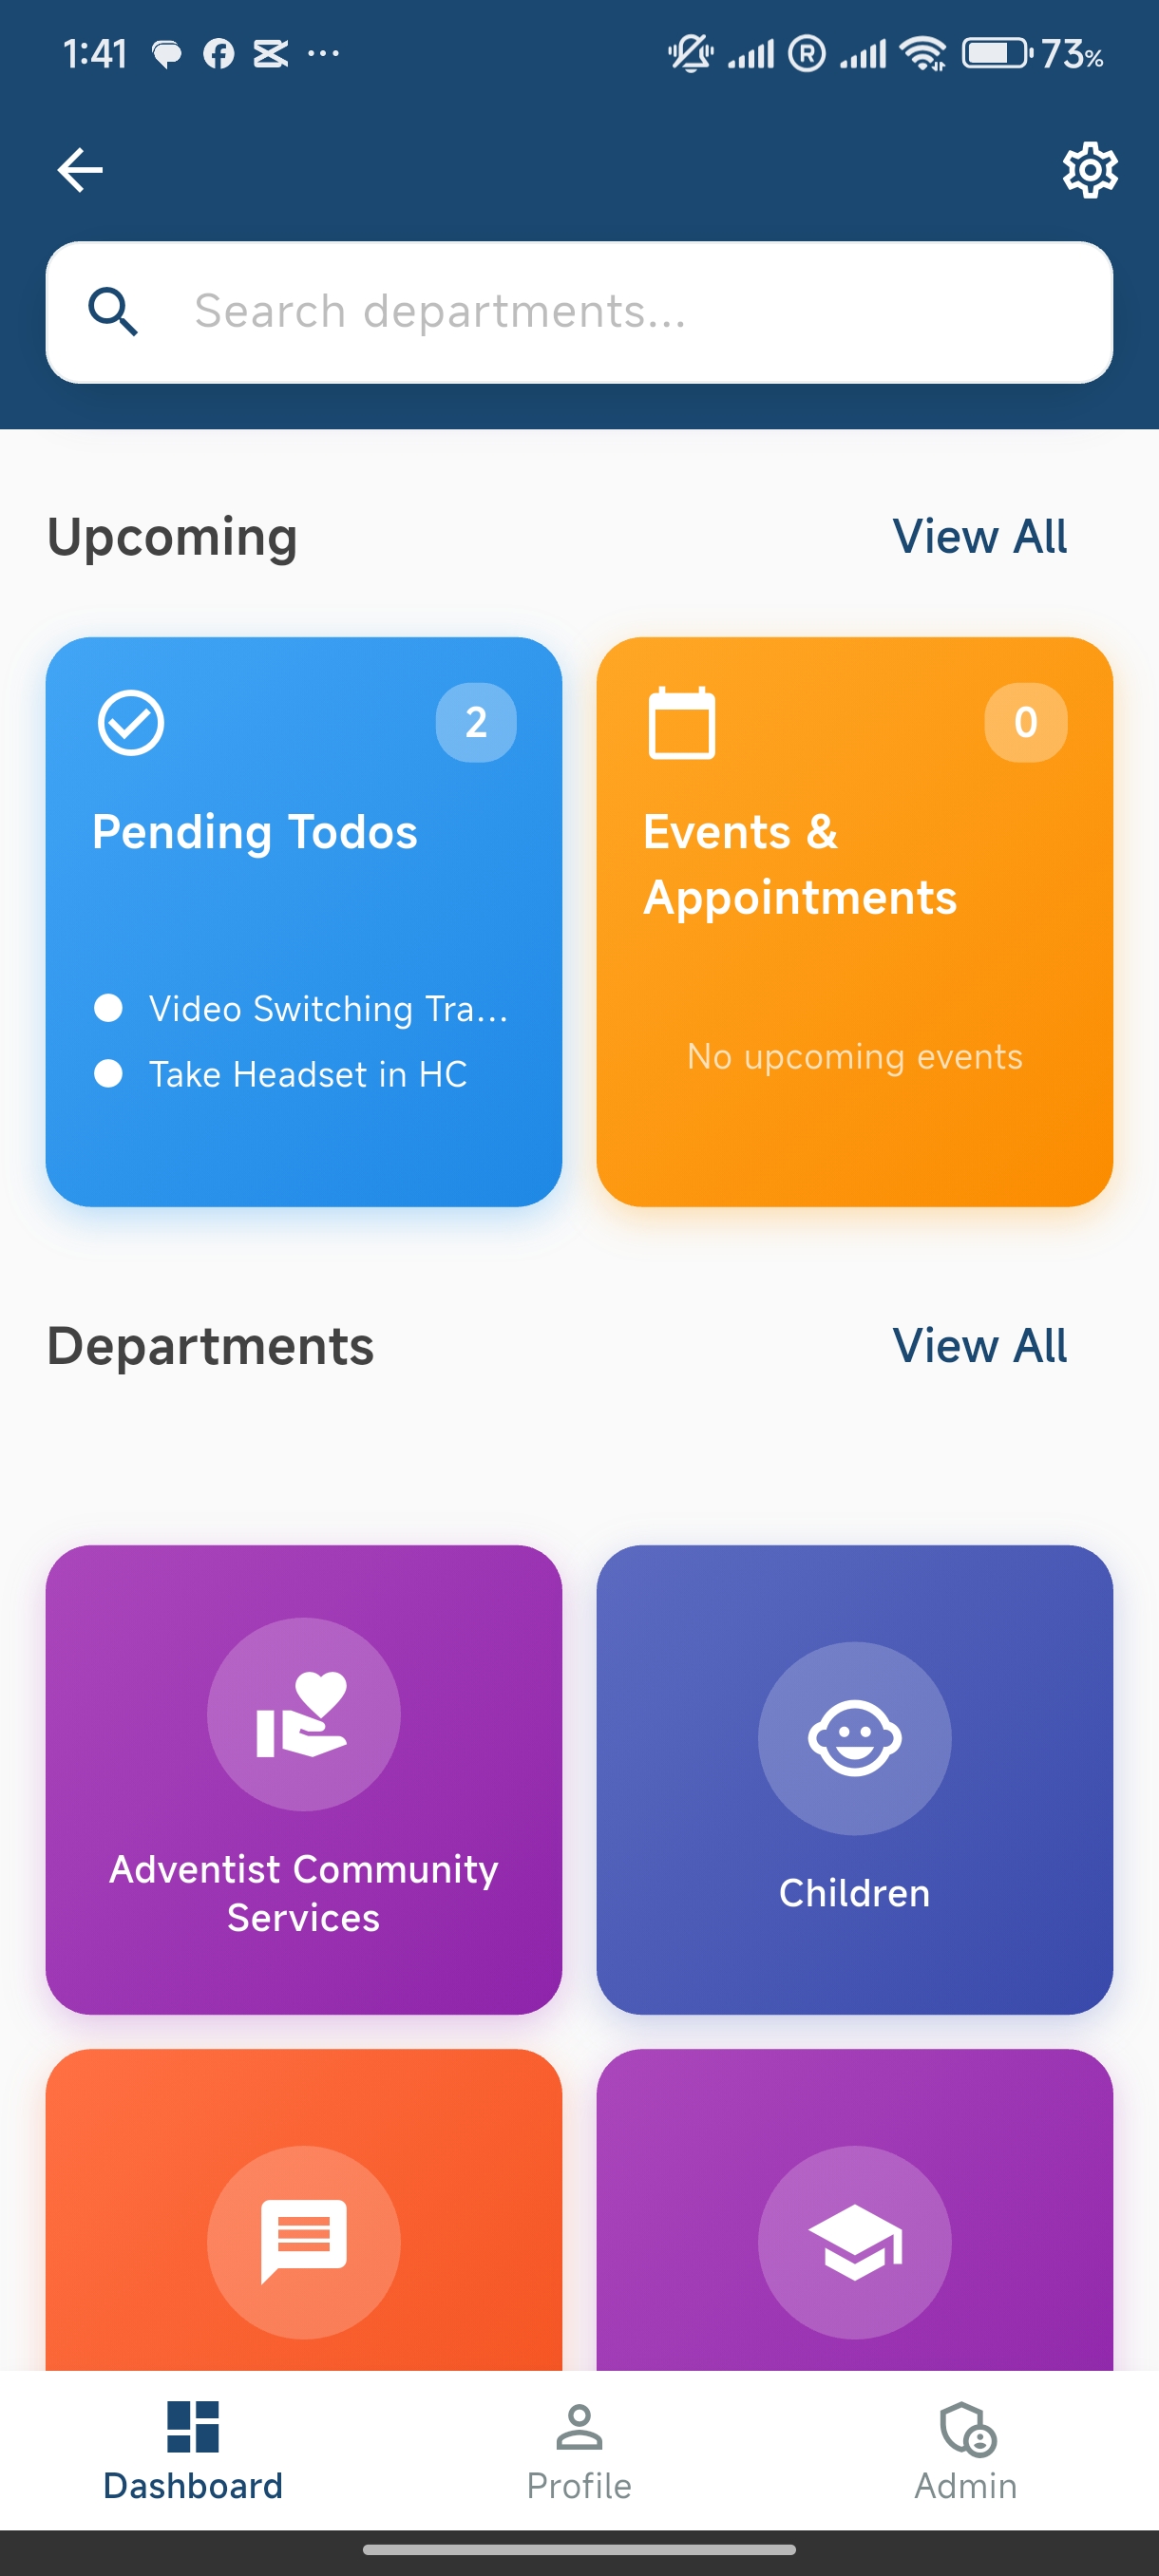 1:41
73%
Search departments...
Upcoming
View All
2
0
Pending Todos
Events &
Appointments
Video Switching Tra...
Take Headset in HC
No upcoming events
Departments
View All
Adventist Community
Services
Children
Dashboard
Profile
Admin